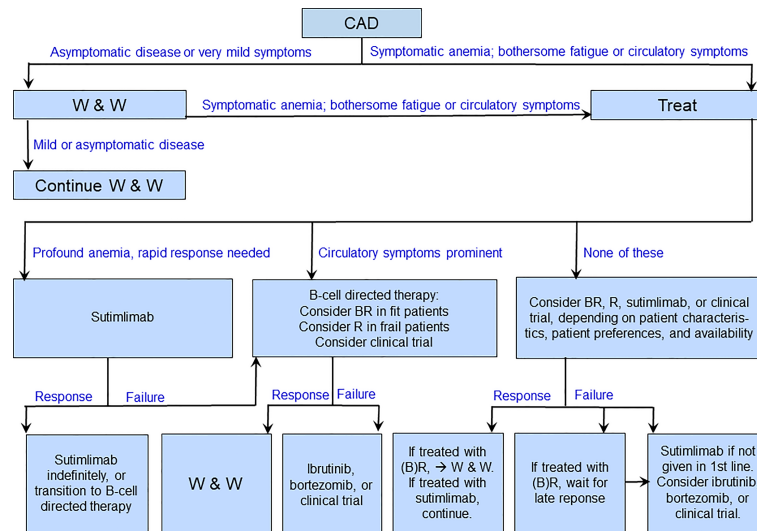 CAD
Asymptomatic disease or very mild symptoms
Symptomatic anemia; bothersome fatigue or circulatory symptoms
W & W
Symptomatic anemia; bothersome fatigue or circulatory symptoms
Treat
Mild or asymptomatic disease
Continue W & W
Profound anemia, rapid response needed
Circulatory symptoms prominent
None of these
Sutimlimab
B-cell directed therapy:
Consider BR in fit patients
Consider R in frail patients
Consider clinical trial
Consider BR, R, sutimlimab, or clinical
trial, depending on patient characteris-
tics, patient preferences, and availability
Response
Failure
Response
Failure
Response
Failure
Sutimlimab
indefinitely, or
transition to B-cell
directed therapy
W & W
Ibrutinib,
bortezomib, or
clinical trial
If treated with
(B)R, → W & W.
If treated with
sutimlimab,
continue.
If treated with
(B)R, wait for
late reponse
Sutimlimab if not
given in 1st line.
Consider ibrutinib
bortezomib, or
clinical trial.